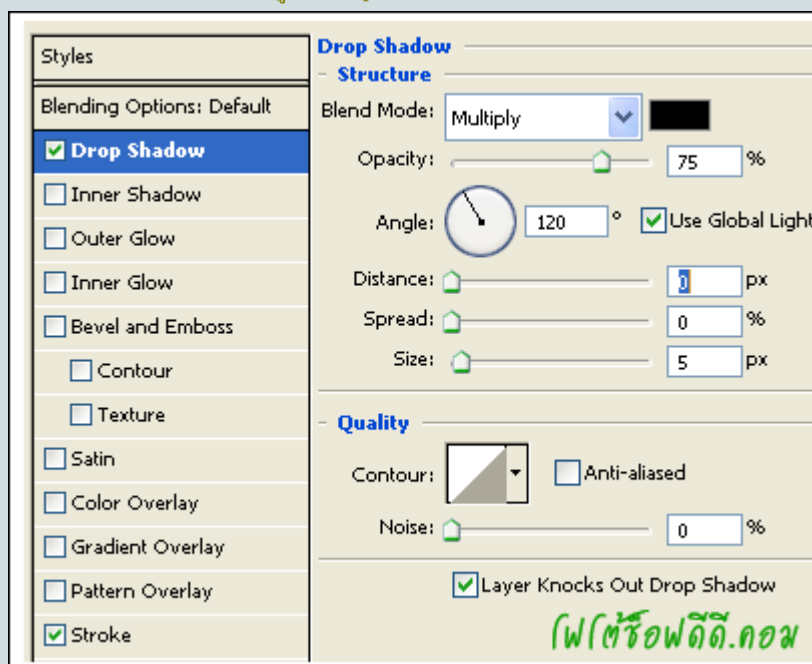 Styles
Blending Options: Default
Drop Shadow
Inner Shadow
Outer Glow
Inner Glow
Bevel and Emboss
Contour
Texture
Satin
Color Overlay
Gradient Overlay
Pattern Overlay
Stroke
Drop Shadow
Structure
Blend Mode: Multiply
Opacity: 75 %
Angle: 120 ° Use Global Light
Distance: 0 px
Spread: 0 %
Size: 5 px
Quality
Contour: Anti-aliased
Noise: 0 %
Layer Knocks Out Drop Shadow
โฟโต้ช็อฟดีดี.คอม